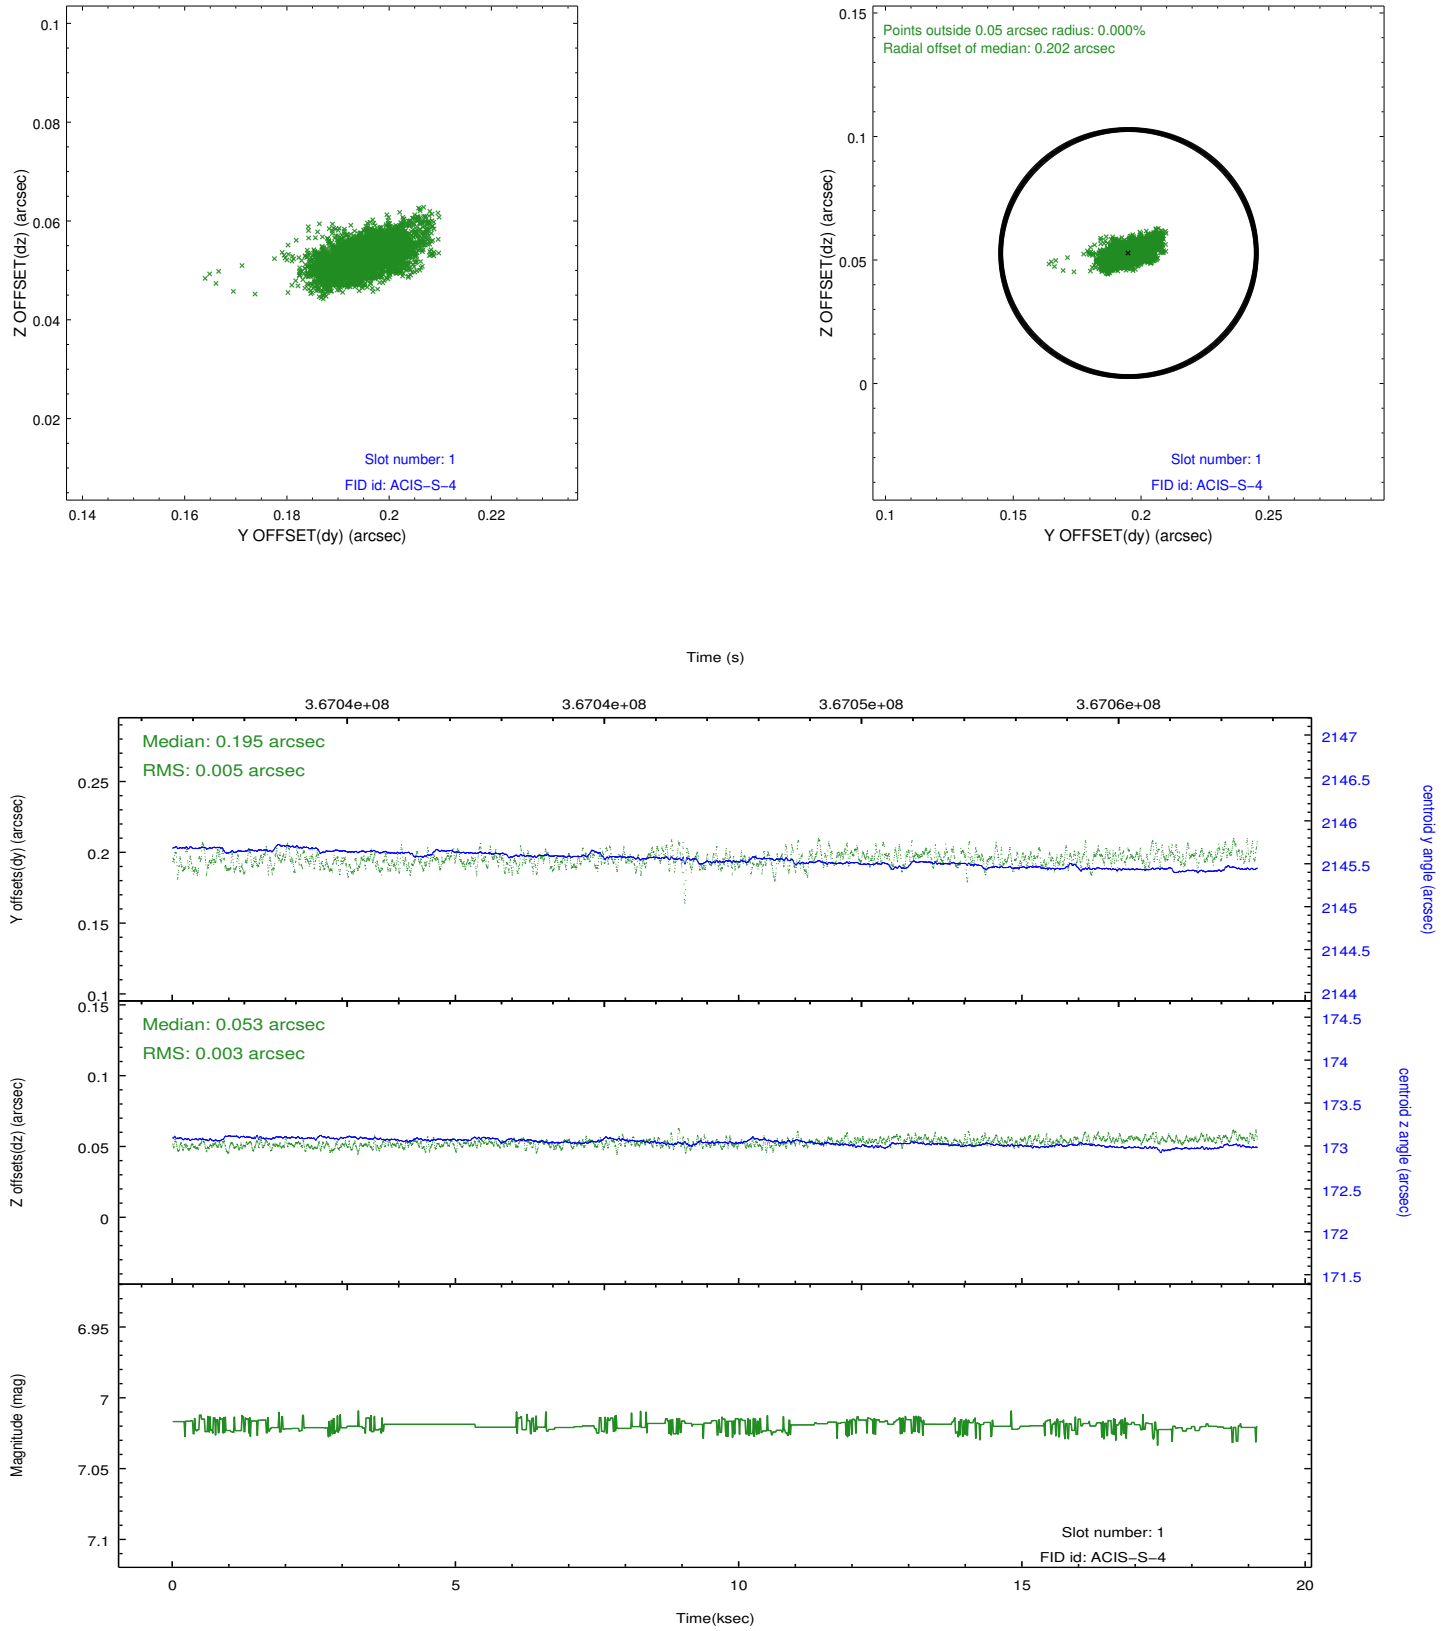 0.1
0.08
0.06
0.04
0.02
Z OFFSET(dz) (arcsec)
Slot number: 1
FID id: ACIS−S−4
0.14
0.16
0.18
0.2
0.22
Y OFFSET(dy) (arcsec)
0.15
0.1
0.05
0
Z OFFSET(dz) (arcsec)
Points outside 0.05 arcsec radius: 0.000%
Radial offset of median: 0.202 arcsec
Slot number: 1
FID id: ACIS−S−4
0.1
0.15
0.2
0.25
Y OFFSET(dy) (arcsec)
Time (s)
3.6704e+08
3.6704e+08
3.6705e+08
3.6706e+08
Median: 0.195 arcsec
RMS: 0.005 arcsec
0.25
0.2
0.15
0.1
Y offsets(dy) (arcsec)
2147
2146.5
2146
2145.5
2145
2144.5
2144
centroid y angle (arcsec)
Median: 0.053 arcsec
RMS: 0.003 arcsec
0.15
0.1
0.05
0
Z offsets(dz) (arcsec)
174.5
174
173.5
173
172.5
172
171.5
centroid z angle (arcsec)
6.95
7
7.05
7.1
Magnitude (mag)
Slot number: 1
FID id: ACIS−S−4
0
5
10
15
20
Time(ksec)